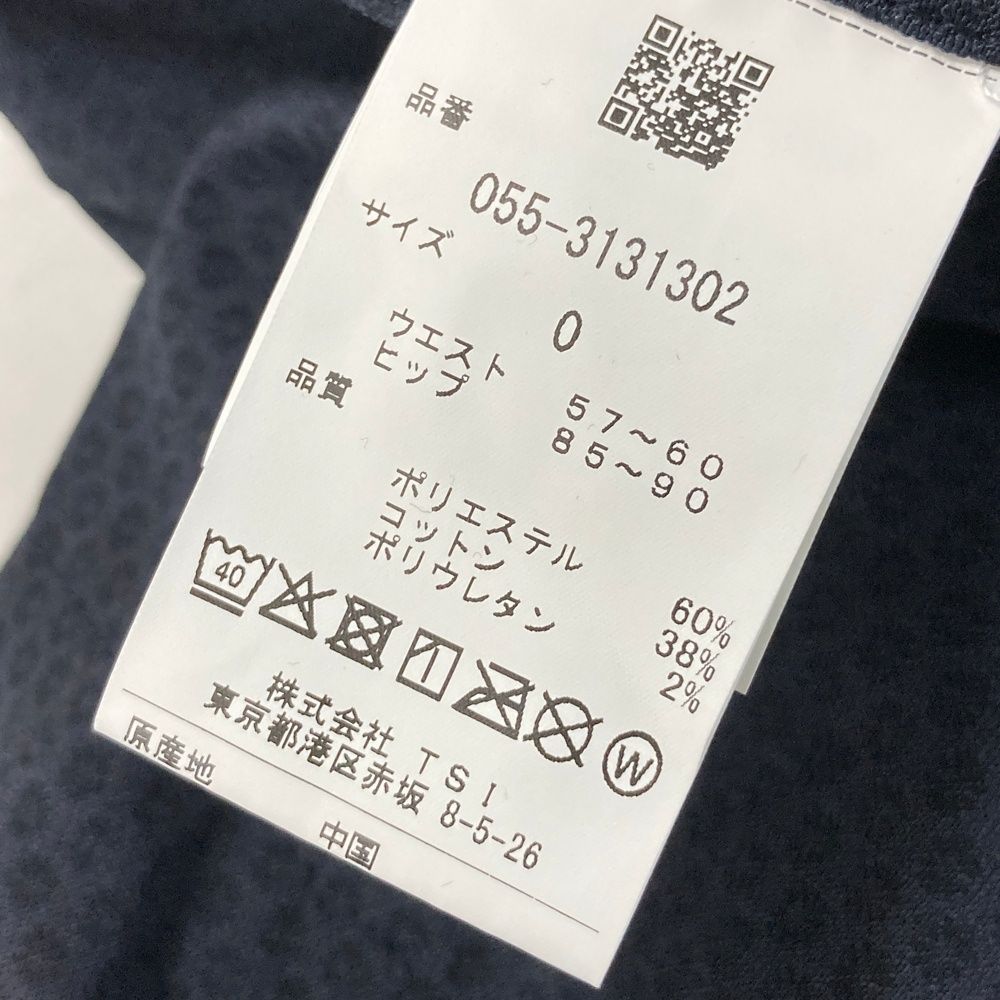 品番
055-3131302
サイズ
0
ウエスト 57~60
ヒップ 85~90
品質
ポリエステル 60%
コットン 38%
ポリウレタン 2%
40
W
株式会社 TSI
東京都港区赤坂 8-5-26
原産地
中国